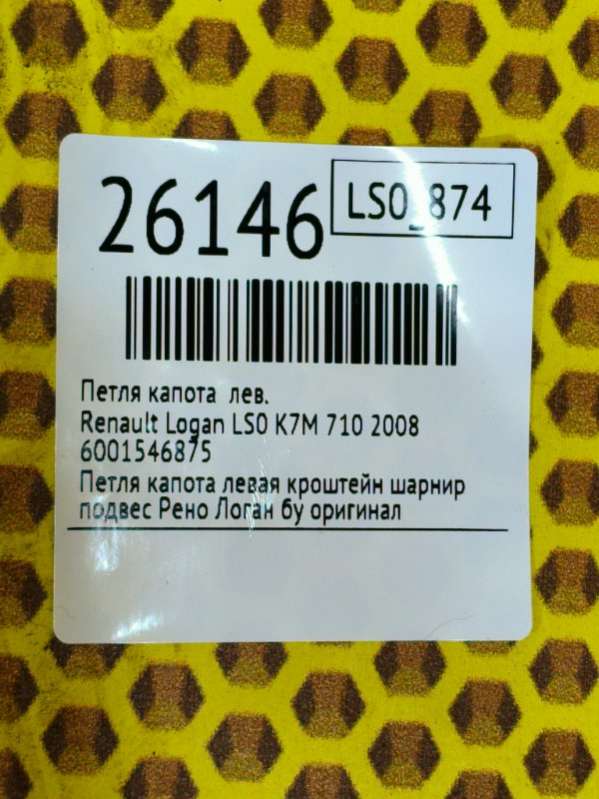 26146
LS0_874
Петля капота лев.
Renault Logan LS0 K7M 710 2008
6001546875
Петля капота левая кроштейн шарнир
подвес Рено Логан бу оригинал